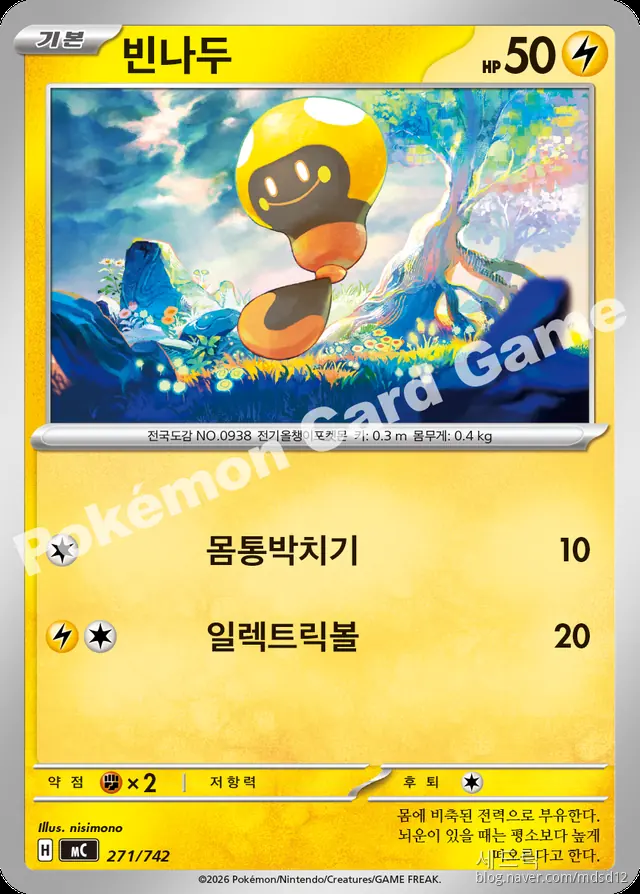 기본
빈나두
HP 50
Pokémon Card Game
전국도감 NO.0938 전기올챙이포켓몬 키: 0.3 m 몸무게: 0.4 kg
몸통박치기 10
일렉트릭볼 20
약점 ×2 저항력 후퇴
Illus. nisimono
몸에 비축된 전력으로 부유한다.
뇌운이 있을 때는 평소보다 높게
떠오른다고 한다.
H MC 271/742
세드릭
blog.naver.com/mdsd12
©2026 Pokémon/Nintendo/Creatures/GAME FREAK.